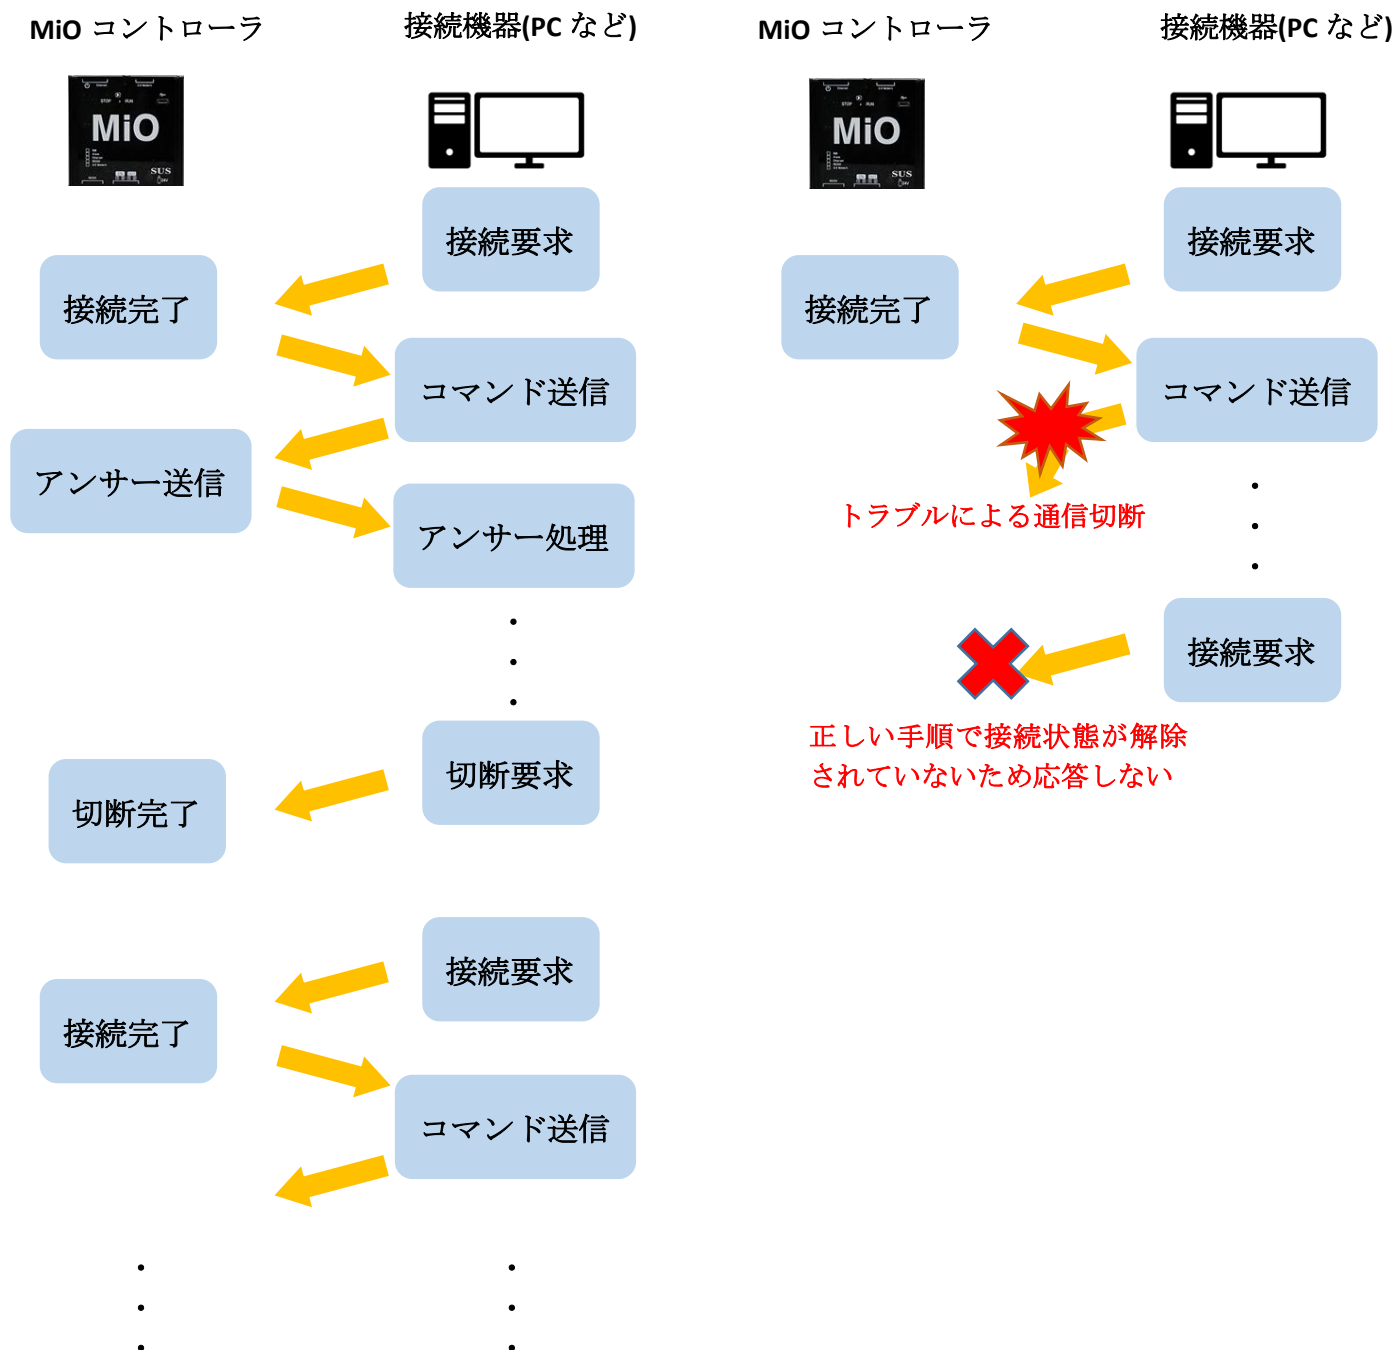 MiO コントローラ
接続機器(PC など)
MiO
SUS
接続要求
接続完了
コマンド送信
アンサー送信
アンサー処理
・
・
・
切断要求
切断完了
接続要求
接続完了
コマンド送信
・ ・
・ ・
・ ・
MiO コントローラ
接続機器(PC など)
MiO
SUS
接続要求
接続完了
コマンド送信
トラブルによる通信切断
・
・
・
接続要求
正しい手順で接続状態が解除
されていないため応答しない